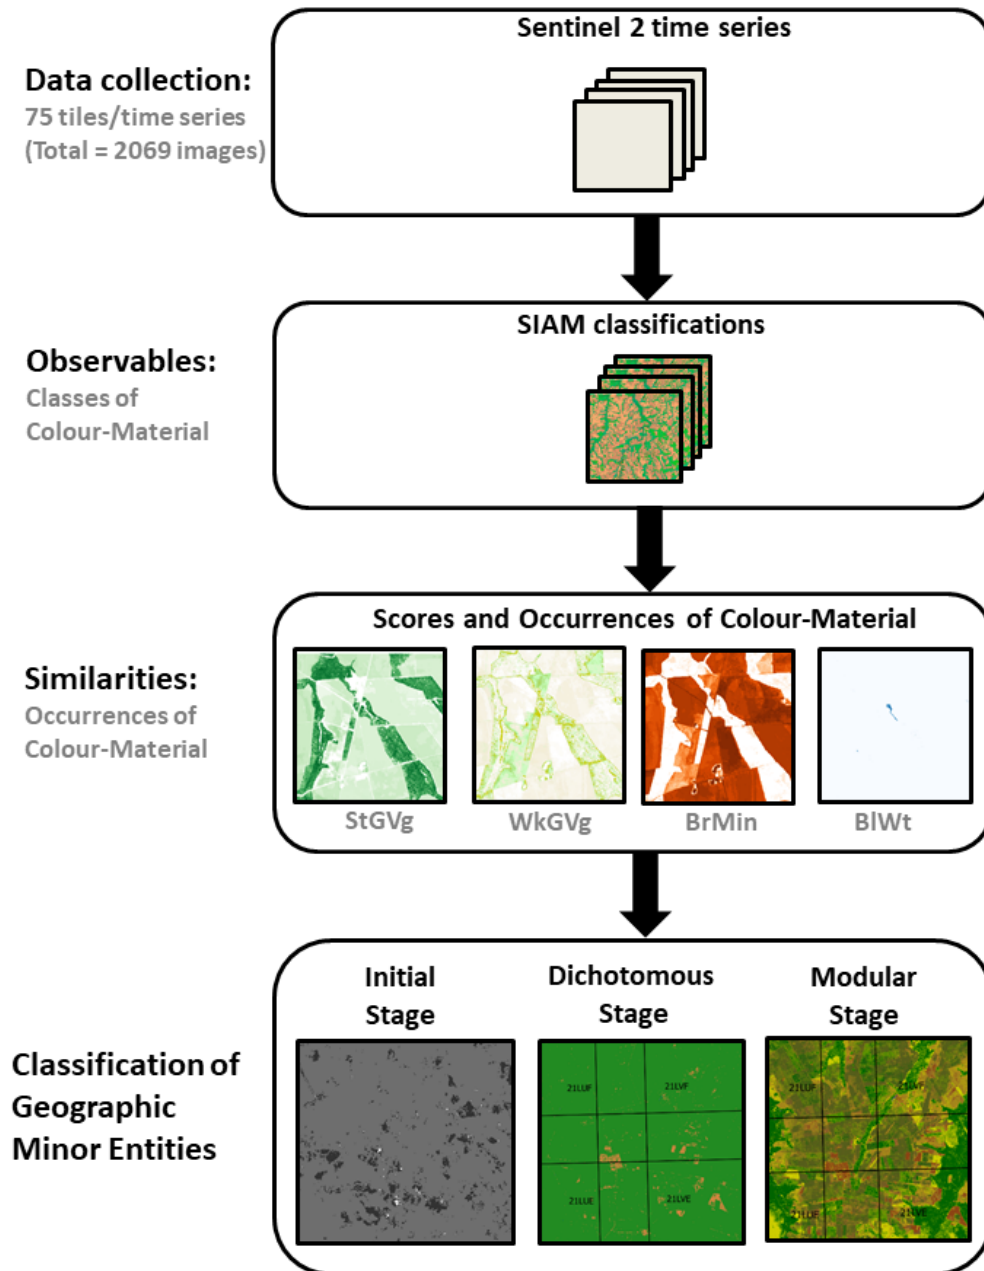 Sentinel 2 time series
Data collection:
75 tiles/time series
(Total = 2069 images)
SIAM classifications
Observables:
Classes of
Colour-Material
Scores and Occurrences of Colour-Material
Similarities:
Occurrences of
Colour-Material
StGVg
WkGVg
BrMin
BlWt
Initial
Stage
Dichotomous
Stage
Modular
Stage
Classification of
Geographic
Minor Entities
21LUF
21LVF
21LUE
21LVE
21LUF
21LVF
21LUE
21LVE